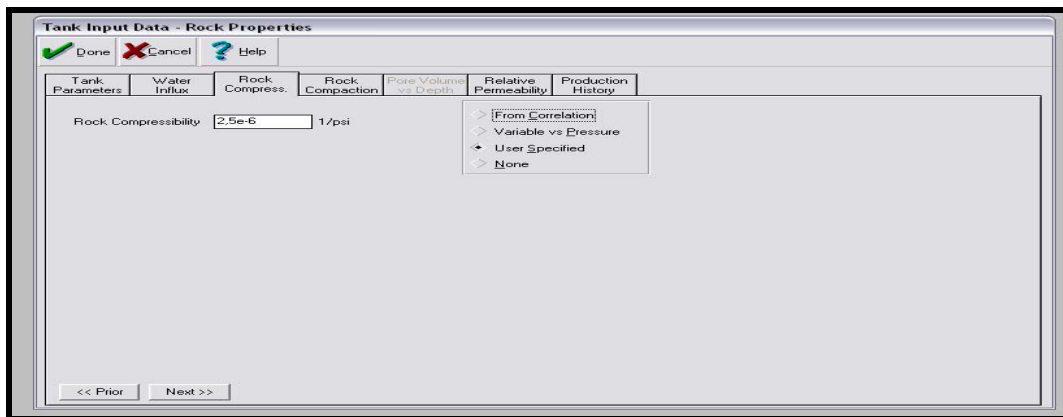 Tank Input Data - Rock Properties
Done Cancel Help
Tank Parameters
Water Influx
Rock Compress.
Rock Compaction
Pore Volume vs Depth
Relative Permeability
Production History
Rock Compressibility 2,5e-6 1/psi
From Correlation
Variable vs Pressure
User Specified
None
<< Prior Next >>